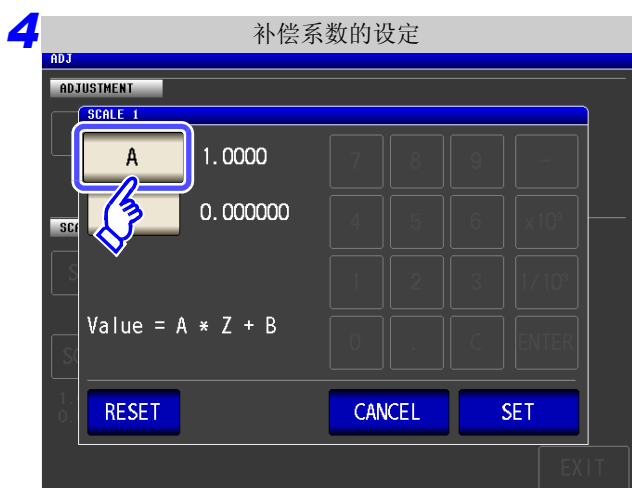 4
补偿系数的设定
ADJ
ADJUSTMENT
SCALE 1
A 1.0000
0.000000
Value = A * Z + B
7 8 9 -
4 5 6 ×10³
1 2 3 1/10³
0 . C ENTER
RESET CANCEL SET
EXIT